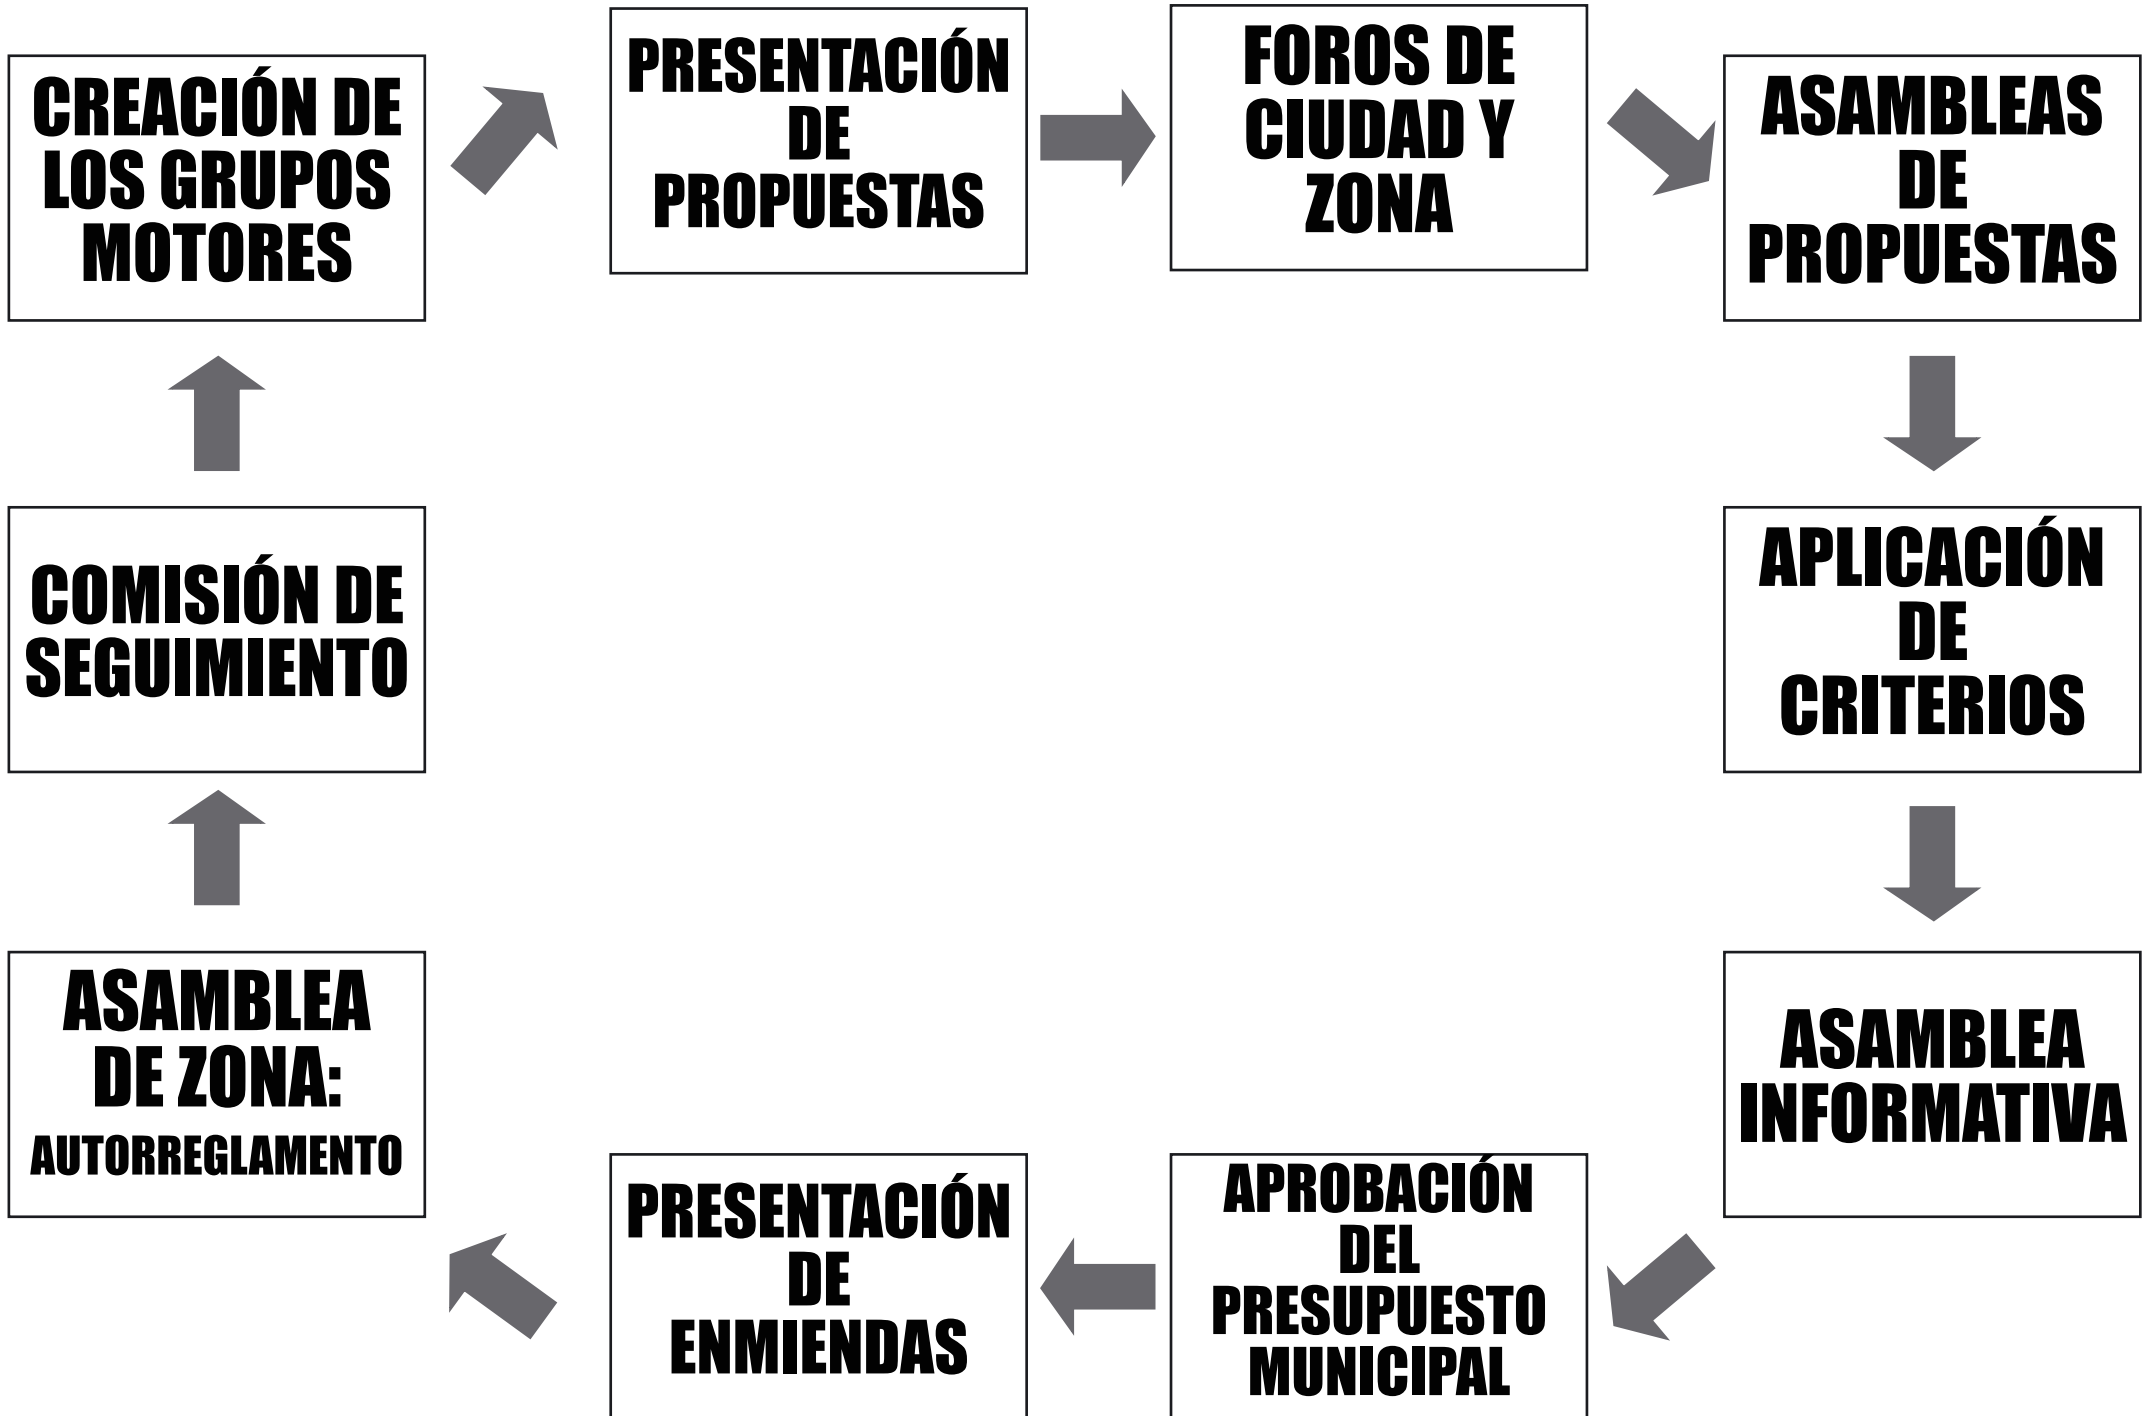 CREACIÓN DE
LOS GRUPOS
MOTORES
PRESENTACIÓN
DE
PROPUESTAS
FOROS DE
CIUDAD Y
ZONA
ASAMBLEAS
DE
PROPUESTAS
APLICACIÓN
DE
CRITERIOS
ASAMBLEA
INFORMATIVA
APROBACIÓN
DEL
PRESUPUESTO
MUNICIPAL
PRESENTACIÓN
DE
ENMIENDAS
ASAMBLEA
DE ZONA:
AUTORREGLAMENTO
COMISIÓN DE
SEGUIMIENTO